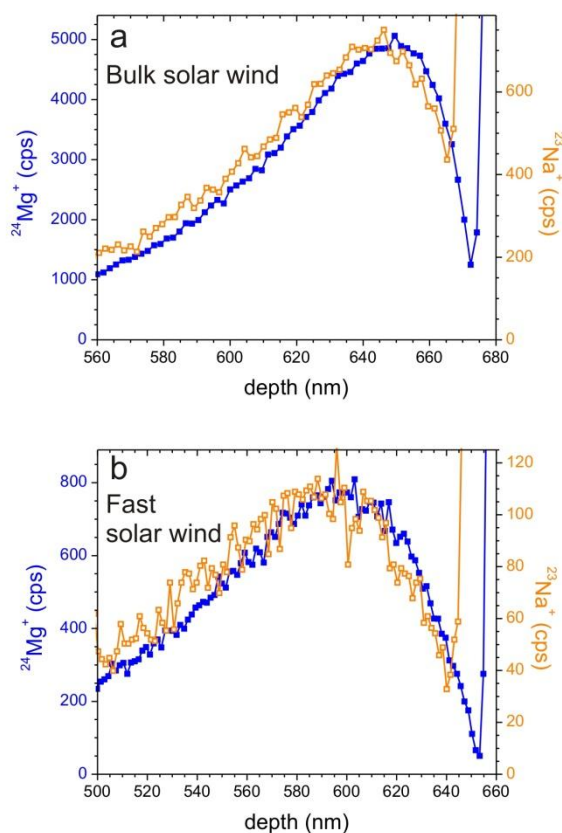 a
Bulk solar wind
5000
4000
3000
2000
1000
0
²⁴Mg⁺ (cps)
600
400
200
0
²³Na⁺ (cps)
560 580 600 620 640 660 680
depth (nm)
b
Fast
solar wind
800
600
400
200
0
²⁴Mg⁺ (cps)
120
100
80
60
40
20
0
²³Na⁺ (cps)
500 520 540 560 580 600 620 640 660
depth (nm)